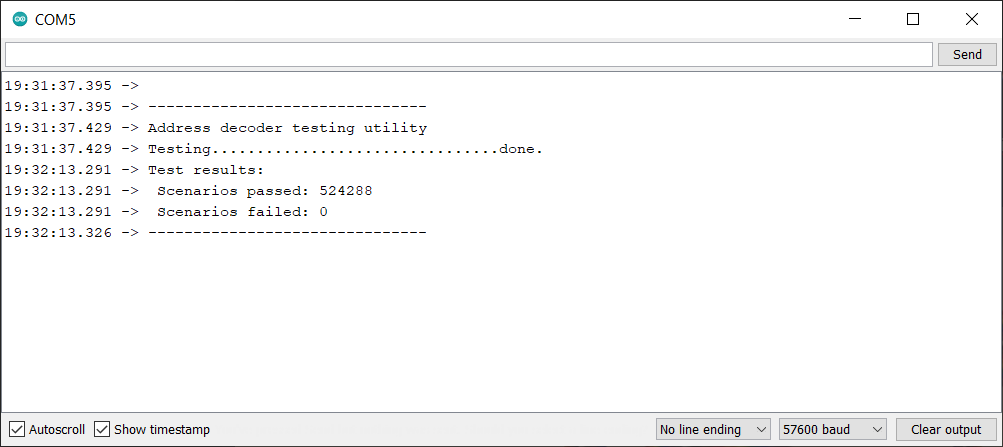 COM5
Send
19:31:37.395 ->
19:31:37.395 -> -------------------------------
19:31:37.429 -> Address decoder testing utility
19:31:37.429 -> Testing................................done.
19:32:13.291 -> Test results:
19:32:13.291 ->  Scenarios passed: 524288
19:32:13.291 ->  Scenarios failed: 0
19:32:13.326 -> -------------------------------
Autoscroll Show timestamp No line ending 57600 baud Clear output